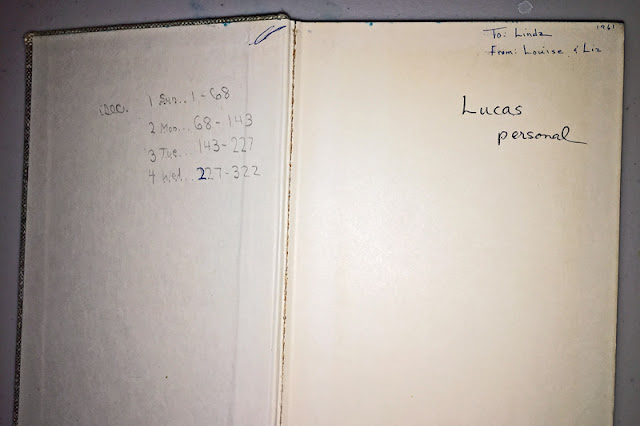 Dec. 1 Sun... 1 - 68
2 Mon... 68 - 143
3 Tue... 143 - 227
4 Wed... 227 - 322
1961
To: Linda
From: Louise & Liz
Lucas
personal